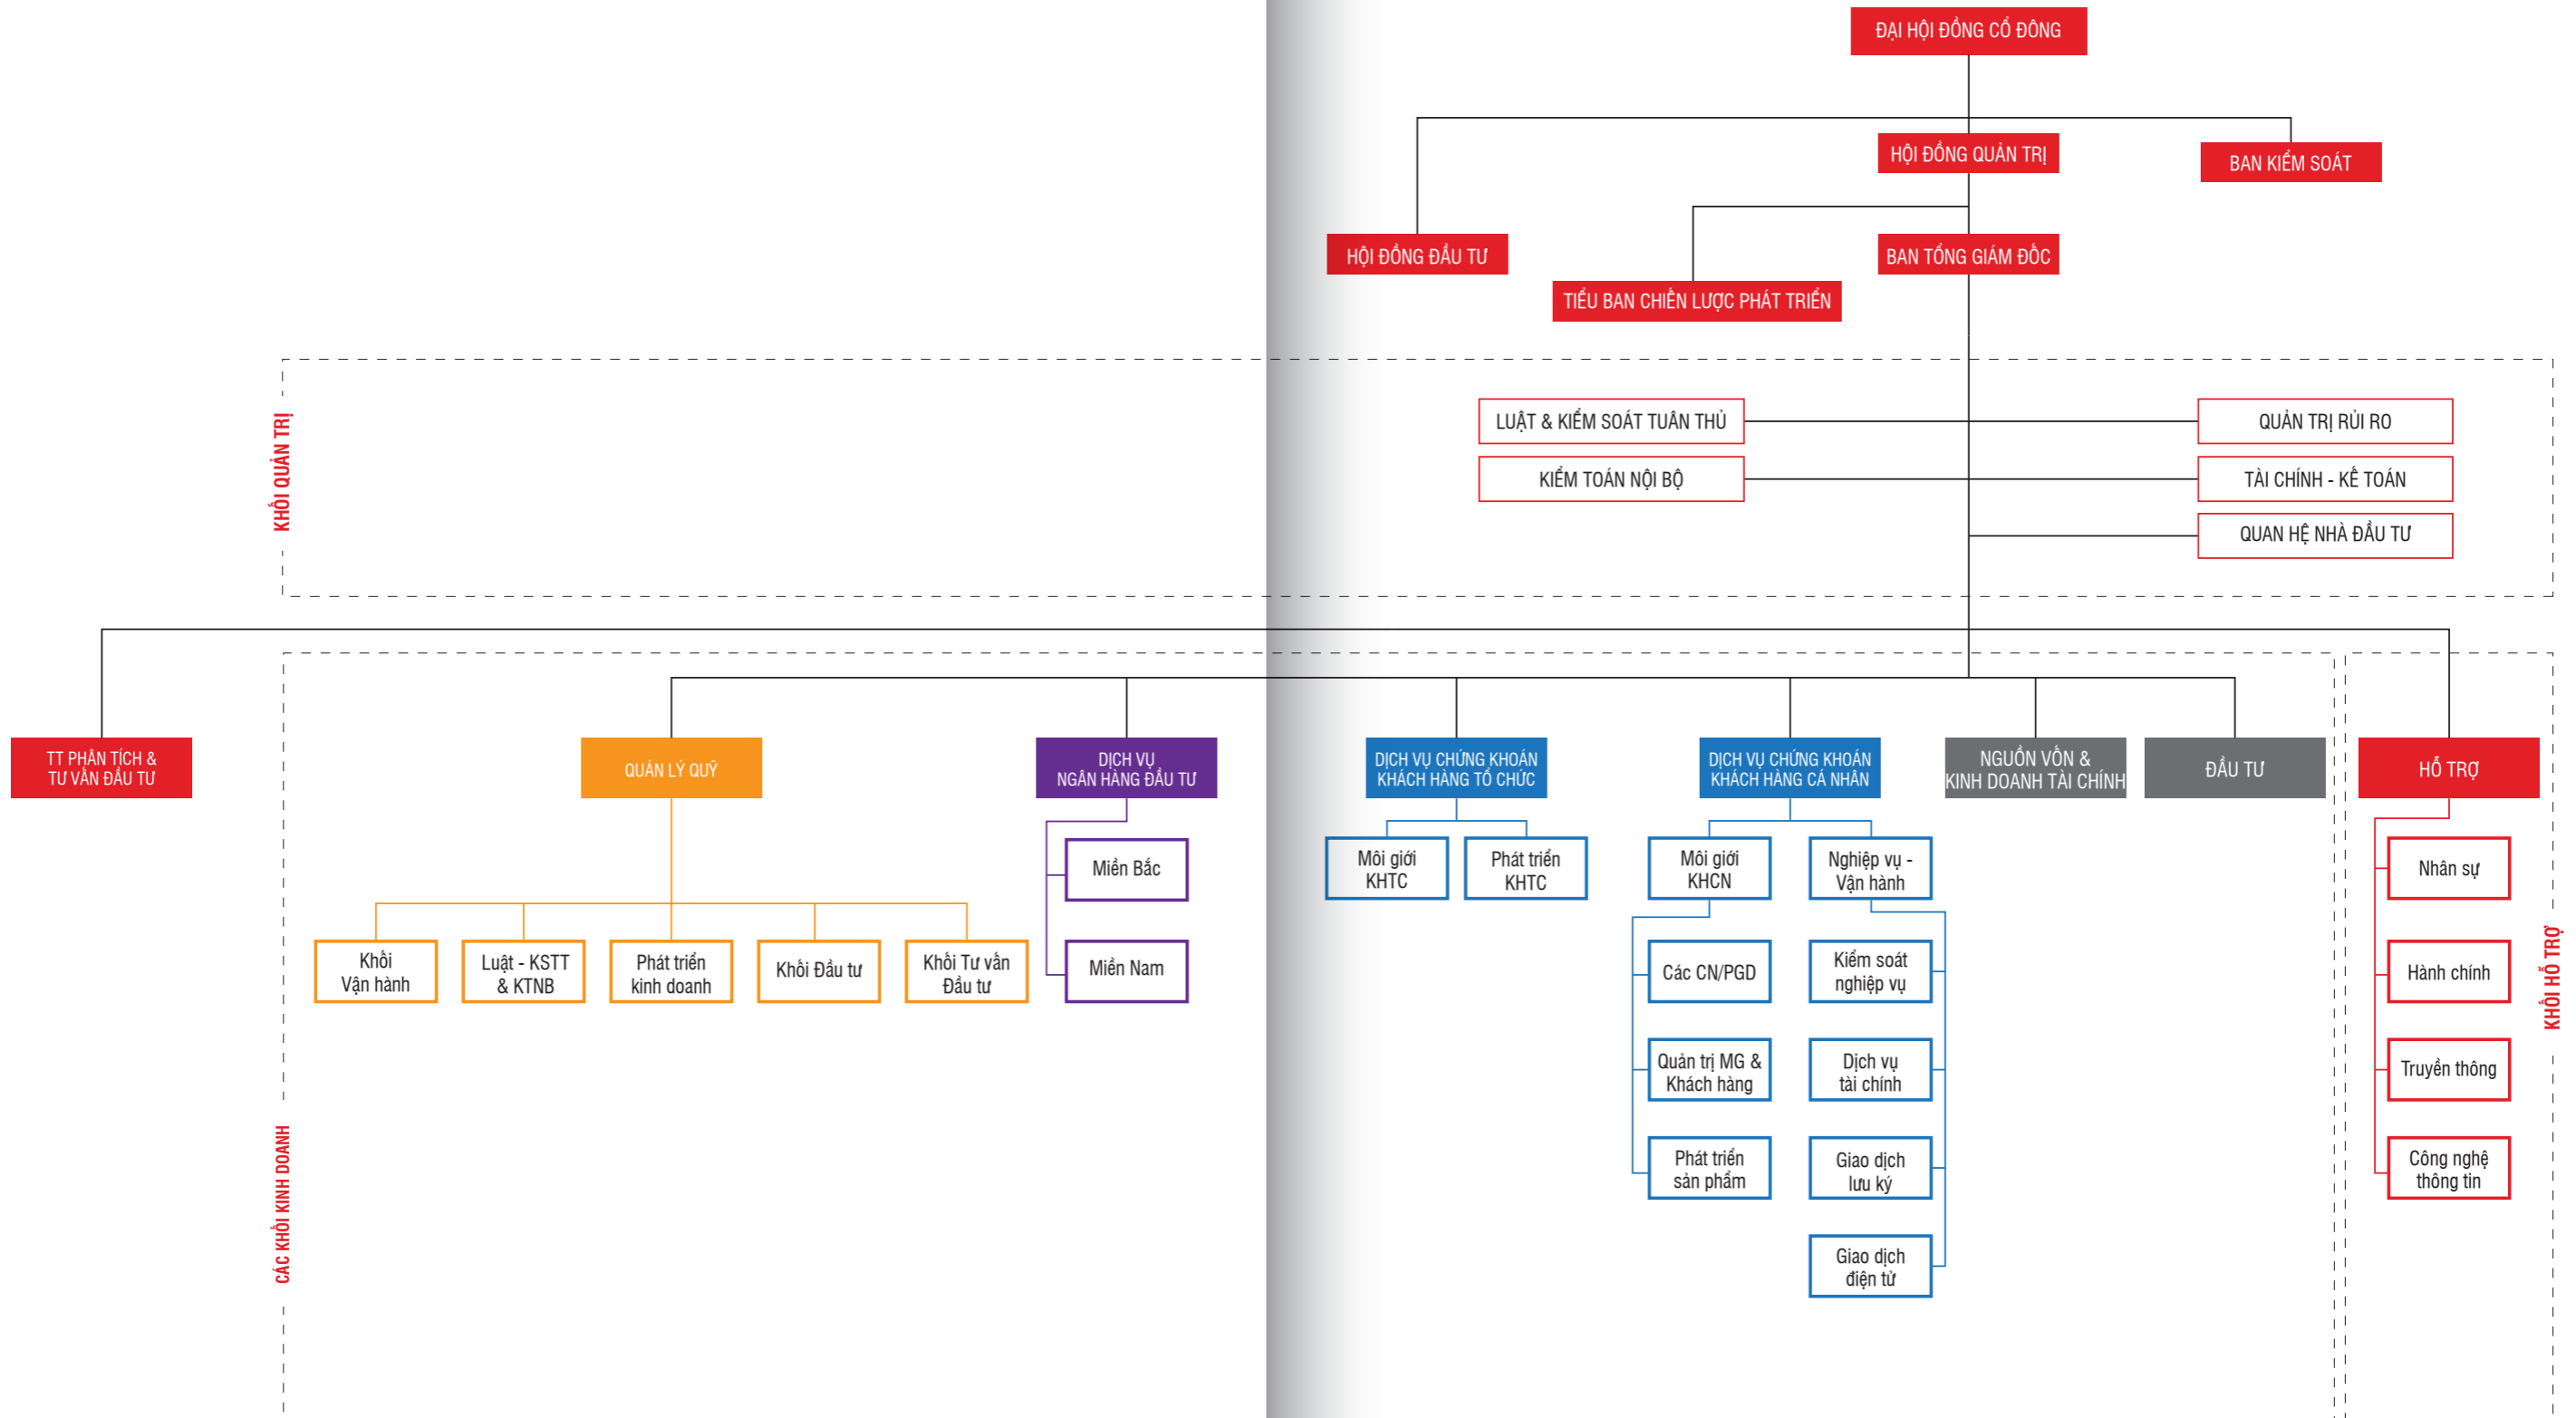 ĐẠI HỘI ĐỒNG CỔ ĐÔNG
HỘI ĐỒNG QUẢN TRỊ
BAN KIỂM SOÁT
HỘI ĐỒNG ĐẦU TƯ
BAN TỔNG GIÁM ĐỐC
TIỂU BAN CHIẾN LƯỢC PHÁT TRIỂN
KHỐI QUẢN TRỊ
LUẬT & KIỂM SOÁT TUÂN THỦ
QUẢN TRỊ RỦI RO
KIỂM TOÁN NỘI BỘ
TÀI CHÍNH - KẾ TOÁN
QUAN HỆ NHÀ ĐẦU TƯ
TT PHÂN TÍCH &
TƯ VẤN ĐẦU TƯ
QUẢN LÝ QUỸ
DỊCH VỤ
NGÂN HÀNG ĐẦU TƯ
DỊCH VỤ CHỨNG KHOÁN
KHÁCH HÀNG TỔ CHỨC
DỊCH VỤ CHỨNG KHOÁN
KHÁCH HÀNG CÁ NHÂN
NGUỒN VỐN &
KINH DOANH TÀI CHÍNH
ĐẦU TƯ
HỖ TRỢ
CÁC KHỐI KINH DOANH
Khối
Vận hành
Luật - KSTT
& KTNB
Phát triển
kinh doanh
Khối Đầu tư
Khối Tư vấn
Đầu tư
Miền Bắc
Miền Nam
Môi giới
KHTC
Phát triển
KHTC
Môi giới
KHCN
Nghiệp vụ -
Vận hành
Các CN/PGD
Quản trị MG &
Khách hàng
Phát triển
sản phẩm
Kiểm soát
nghiệp vụ
Dịch vụ
tài chính
Giao dịch
lưu ký
Giao dịch
điện tử
Nhân sự
Hành chính
Truyền thông
Công nghệ
thông tin
KHỐI HỖ TRỢ